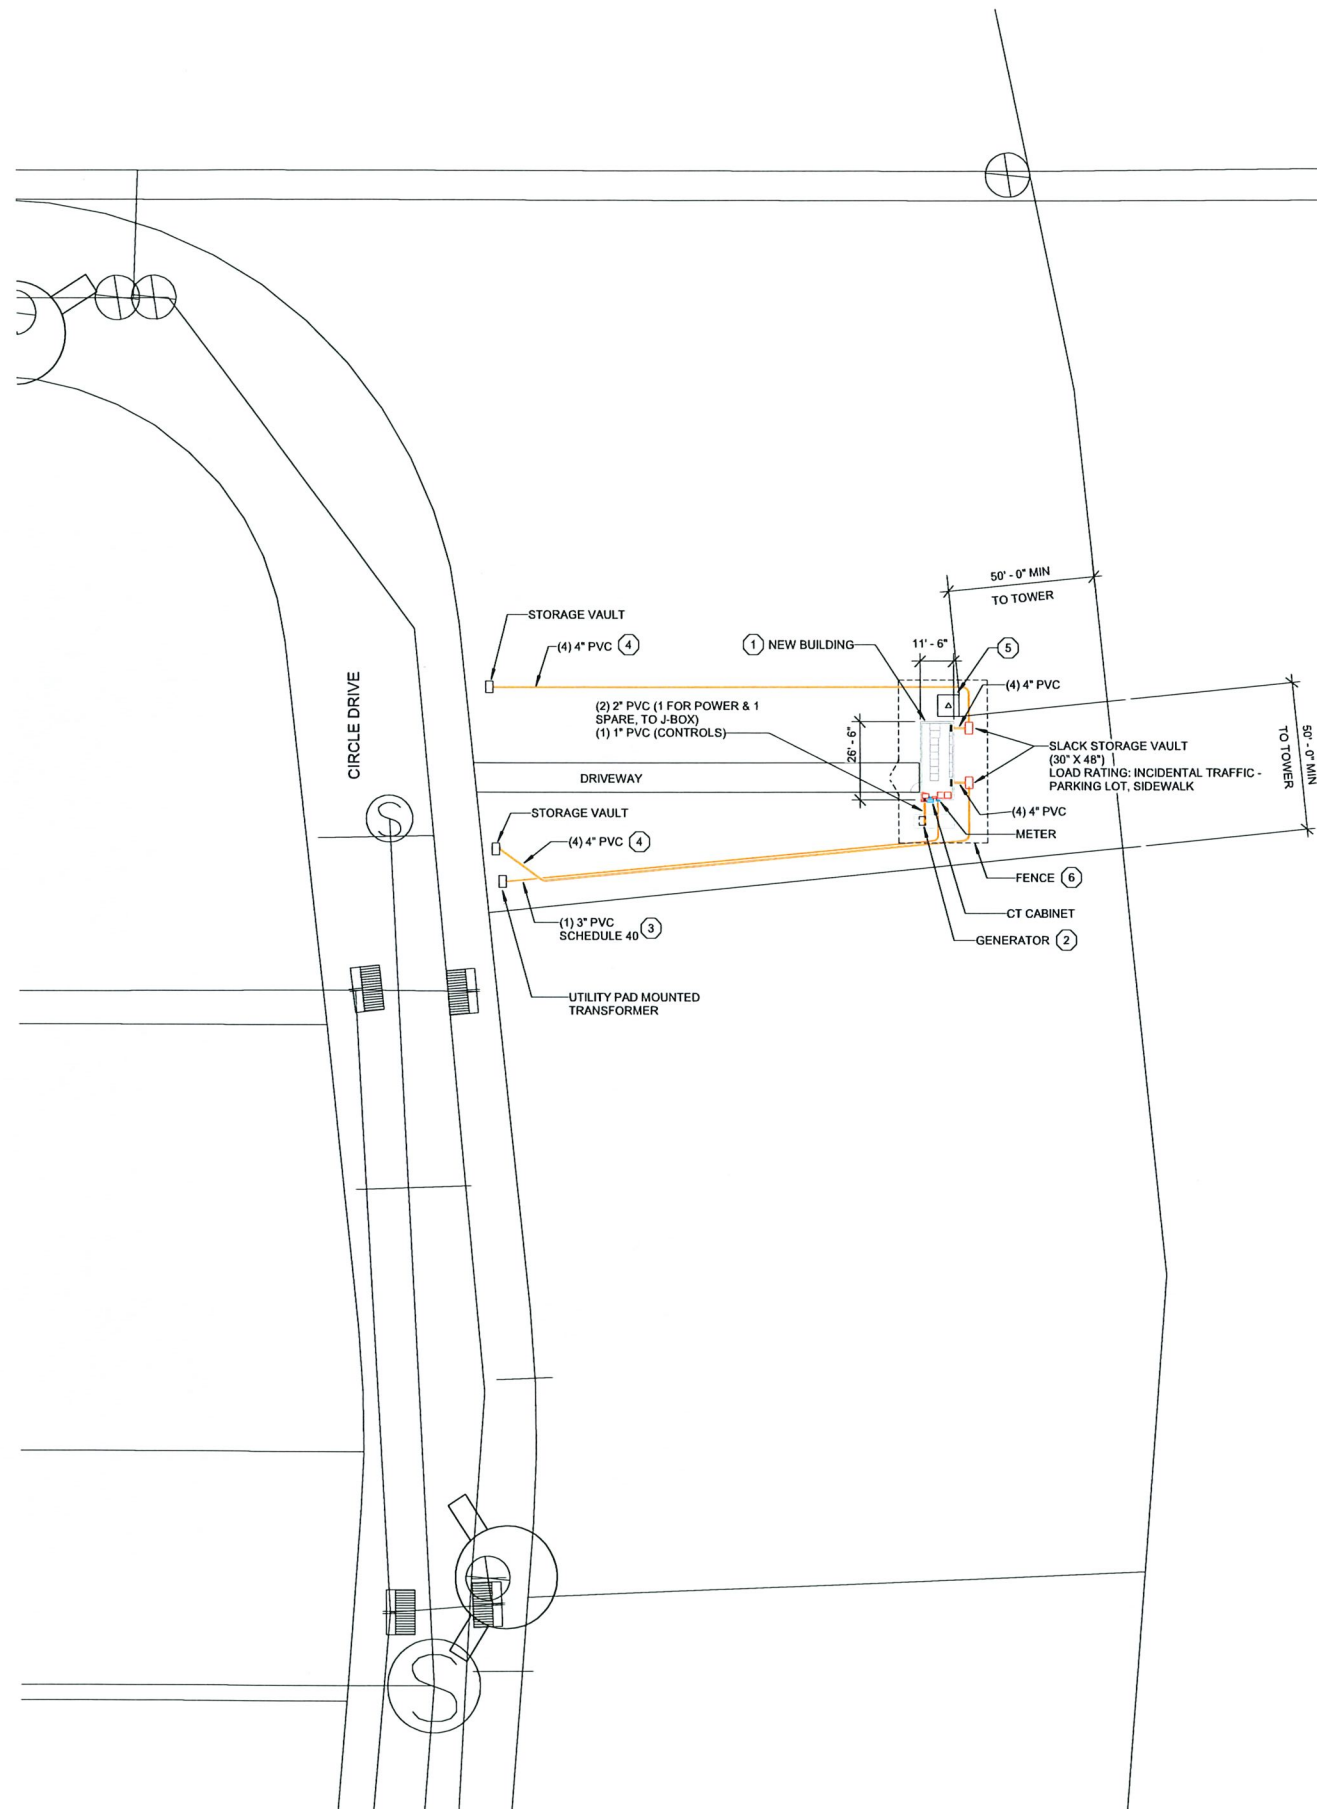 50' - 0" MIN
TO TOWER
STORAGE VAULT
(4) 4" PVC 4
1 NEW BUILDING
11' - 6"
5
(4) 4" PVC
(2) 2" PVC (1 FOR POWER & 1
SPARE, TO J-BOX)
(1) 1" PVC (CONTROLS)
26' - 6"
SLACK STORAGE VAULT
(30" X 48")
LOAD RATING: INCIDENTAL TRAFFIC -
PARKING LOT, SIDEWALK
50' - 0" MIN
TO TOWER
CIRCLE DRIVE
DRIVEWAY
STORAGE VAULT
(4) 4" PVC
METER
(4) 4" PVC 4
S
FENCE 6
CT CABINET
(1) 3" PVC
SCHEDULE 40 3
GENERATOR 2
UTILITY PAD MOUNTED
TRANSFORMER
S